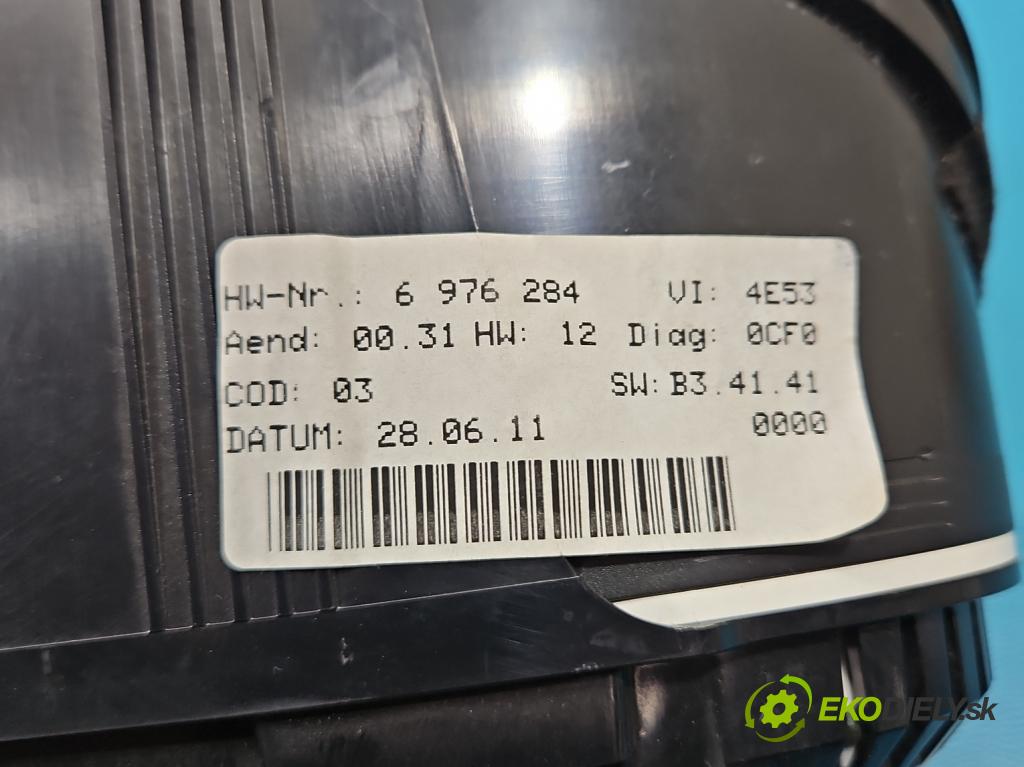 HW-Nr.: 6 976 284 VI: 4E53
Aend: 00.31 HW: 12 Diag: 0CF0
COD: 03 SW: B3.41.41
DATUM: 28.06.11 0000
EKODIELY.sk